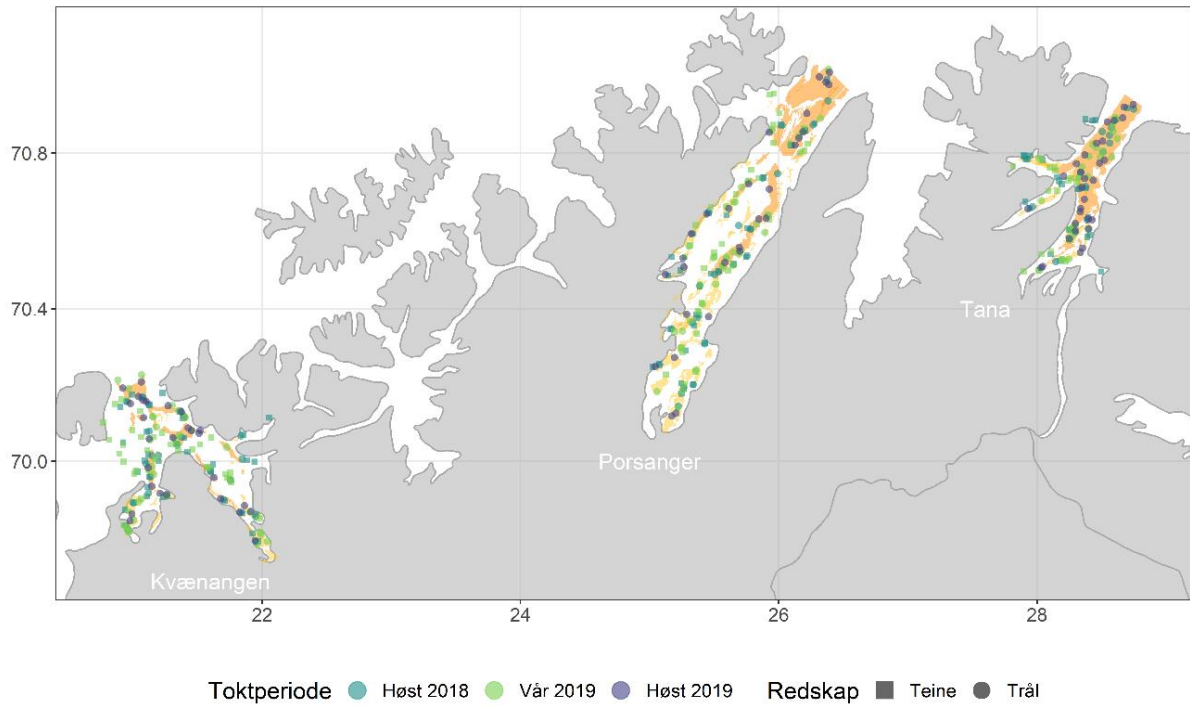 70.8
Tana
70.4
Porsanger
70.0
Kvænangen
22 24 26 28
Toktperiode Høst 2018 Vår 2019 Høst 2019 Redskap Teine Trål